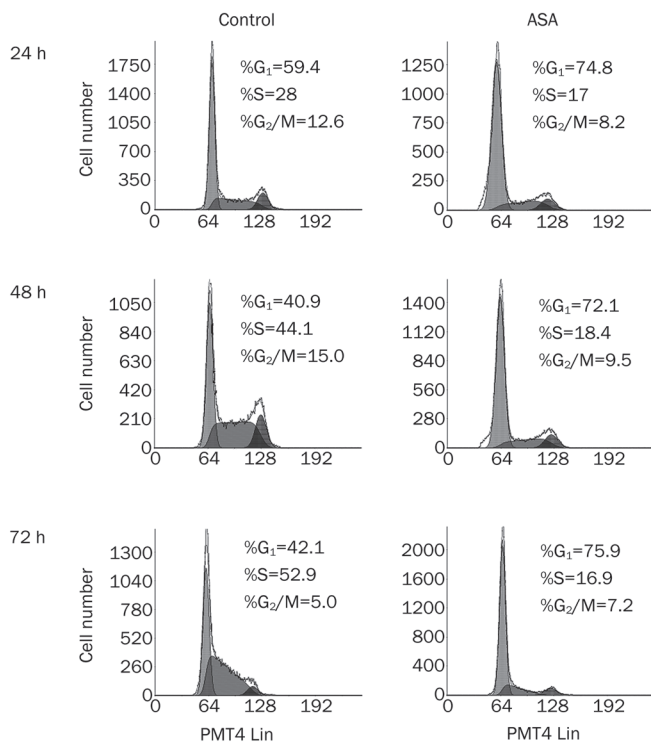 Control
ASA
24 h
Cell number
1750
1400
1050
700
350
0
0 64 128 192
%G₁=59.4
%S=28
%G₂/M=12.6
1250
1000
750
500
250
0
0 64 128 192
%G₁=74.8
%S=17
%G₂/M=8.2
48 h
Cell number
1050
840
630
420
210
0
0 64 128 192
%G₁=40.9
%S=44.1
%G₂/M=15.0
1400
1120
840
560
280
0
0 64 128 192
%G₁=72.1
%S=18.4
%G₂/M=9.5
72 h
Cell number
1300
1040
780
520
260
0
0 64 128 192
%G₁=42.1
%S=52.9
%G₂/M=5.0
PMT4 Lin
2000
1600
1200
800
400
0
0 64 128 192
%G₁=75.9
%S=16.9
%G₂/M=7.2
PMT4 Lin